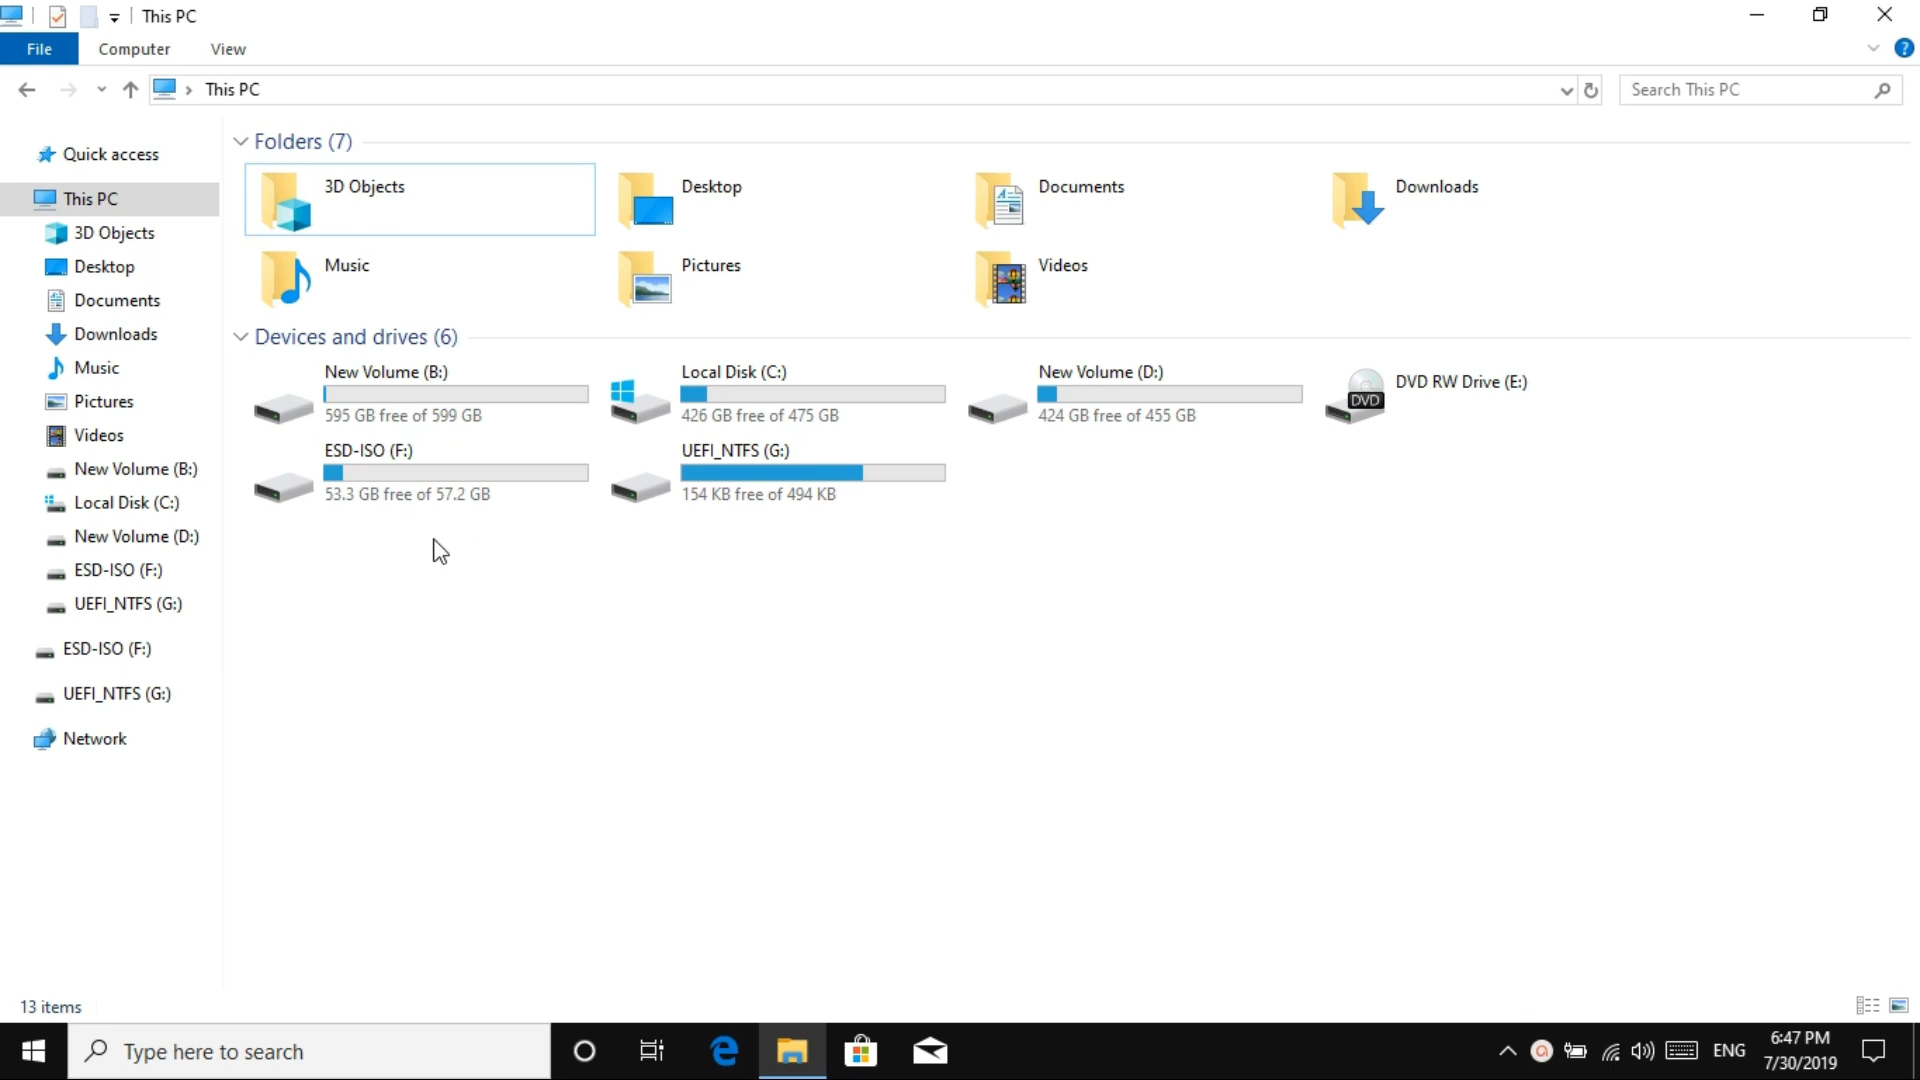 This PC
File Computer View
This PC
Search This PC
Quick access
This PC
3D Objects
Desktop
Documents
Downloads
Music
Pictures
Videos
New Volume (B:)
Local Disk (C:)
New Volume (D:)
ESD-ISO (F:)
UEFI_NTFS (G:)
ESD-ISO (F:)
UEFI_NTFS (G:)
Network
Folders (7)
3D Objects
Desktop
Documents
Downloads
Music
Pictures
Videos
Devices and drives (6)
New Volume (B:)
595 GB free of 599 GB
Local Disk (C:)
426 GB free of 475 GB
New Volume (D:)
424 GB free of 455 GB
DVD RW Drive (E:)
DVD
ESD-ISO (F:)
53.3 GB free of 57.2 GB
UEFI_NTFS (G:)
154 KB free of 494 KB
13 items
Type here to search
ENG
6:47 PM
7/30/2019